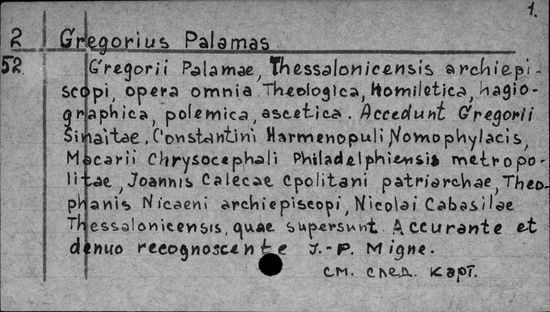 1.
2 Gregorius Palamas
52 Gregorii Palamae, Thessalonicensis archiepi-
scopi, opera omnia Theologica, Homiletica, hagio-
graphica, polemica, ascetica. Accedunt Gregorii
Sinaitae, Constantini Harmenopuli, Nomophylacis,
Macarii Chrysocephali Philadelphiensis metropo-
litae, Joannis Calecae Cpolitani patriarchae, Theo-
phanis Nicaeni archiepiscopi, Nicolai Cabasilae
Thessalonicensis, quae supersunt. Accurante et
denuo recognoscente J.-P. Migne.
см. след. карт.